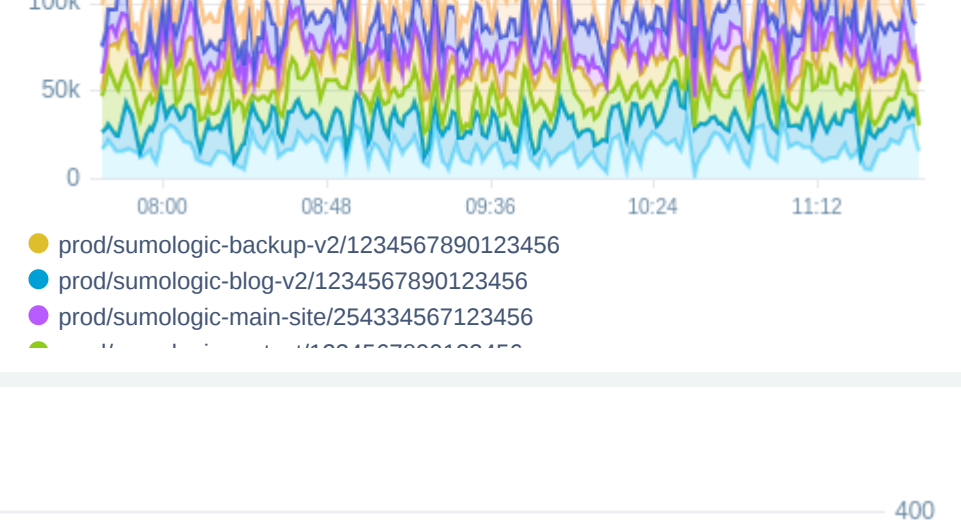 100k
50k
0
08:00 08:48 09:36 10:24 11:12
prod/sumologic-backup-v2/1234567890123456
prod/sumologic-blog-v2/1234567890123456
prod/sumologic-main-site/254334567123456
400